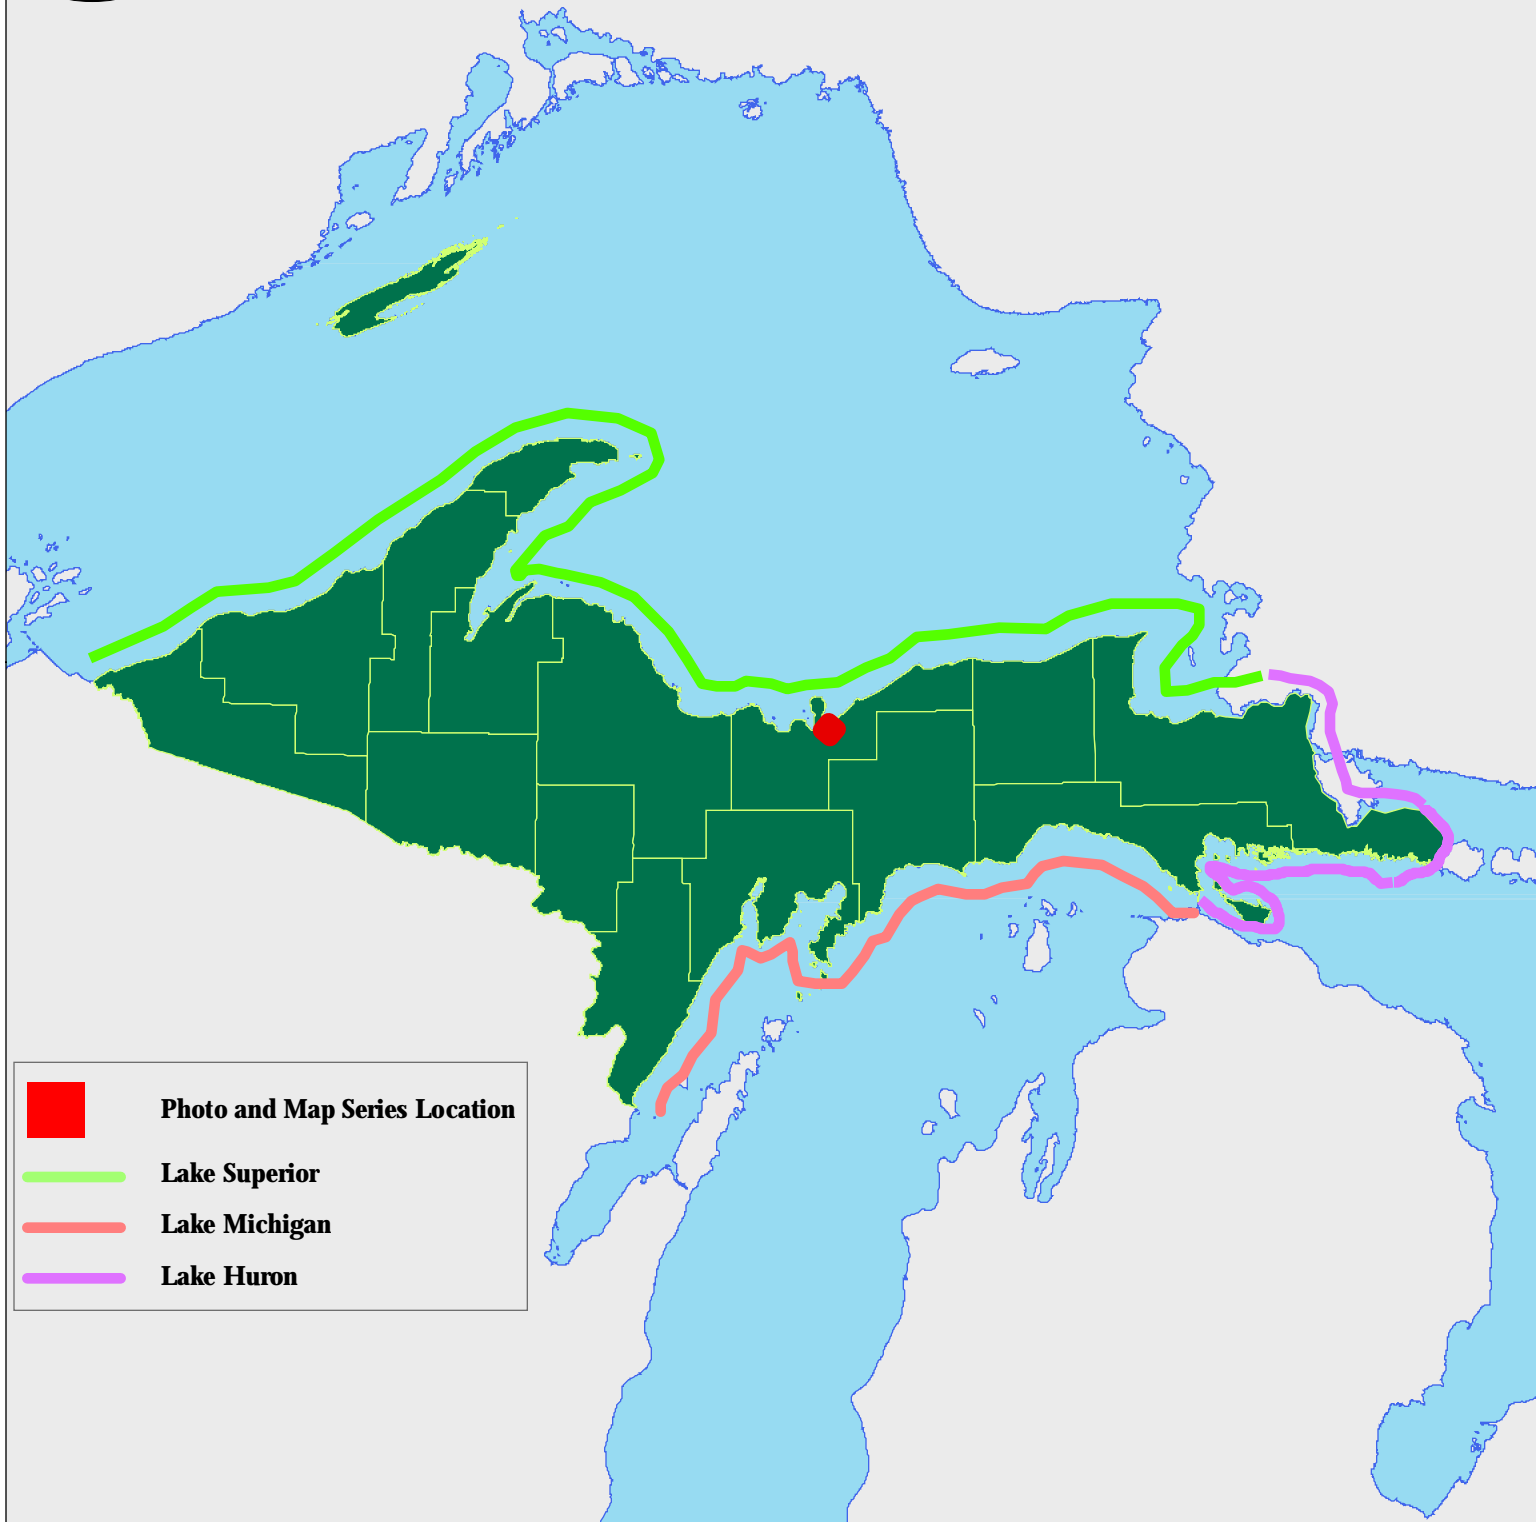 Photo and Map Series Location
Lake Superior
Lake Michigan
Lake Huron